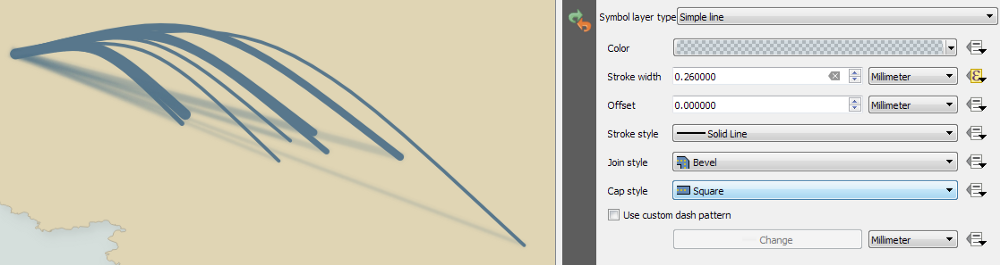 Symbol layer type Simple line
Color
Stroke width 0.260000 Millimeter
Offset 0.000000 Millimeter
Stroke style Solid Line
Join style Bevel
Cap style Square
Use custom dash pattern
Change Millimeter